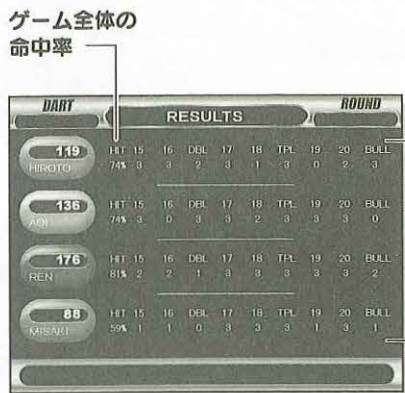 ゲーム全体の
命中率
DART
RESULTS
ROUND
119
HIROTO
HIT 15 16 DBL 17 18 TPL 19 20 BULL
74% 3 3 2 3 1 3 0 2 3
136
AOI
HIT 15 16 DBL 17 18 TPL 19 20 BULL
74% 3 0 3 3 2 3 3 3 0
176
REN
HIT 15 16 DBL 17 18 TPL 19 20 BULL
81% 2 2 1 3 3 3 3 3 2
88
MISAKI
HIT 15 16 DBL 17 18 TPL 19 20 BULL
59% 1 1 0 3 3 3 1 3 1